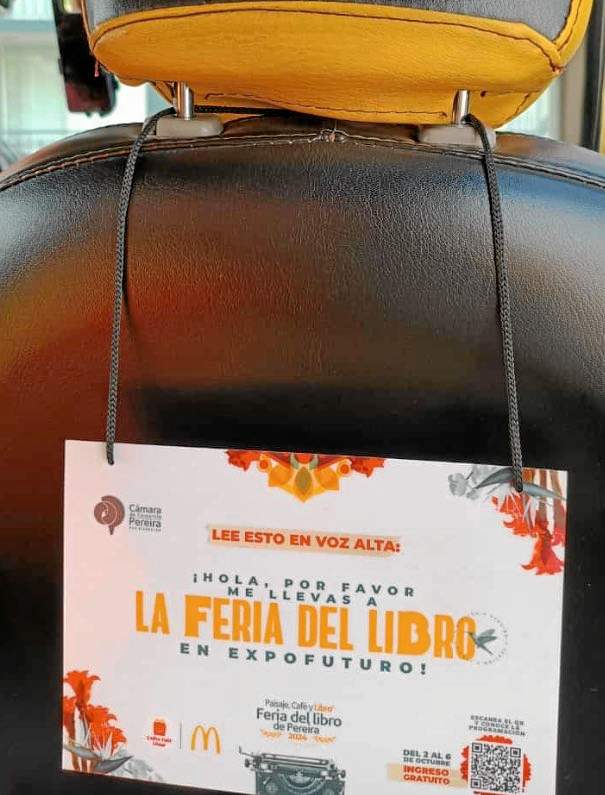 Cámara
de Comercio
Pereira
LEE ESTO EN VOZ ALTA:
¡HOLA, POR FAVOR
ME LLEVAS A
LA FERIA DEL LIBRO
EN EXPOFUTURO!
Paisaje, Café y Libro
Feria del libro
de Pereira
2024
ESCANEA EL QR
Y CONOCE LA
PROGRAMACIÓN
DEL 2 AL 6
DE OCTUBRE
INGRESO
GRATUITO